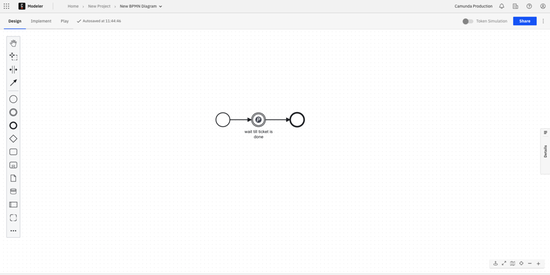 Modeler
Home
New Project
New BPMN Diagram
Camunda Production
Design
Implement
Play
Autosaved at 11:44:46
Token Simulation
Share
wait till ticket is
done
Details